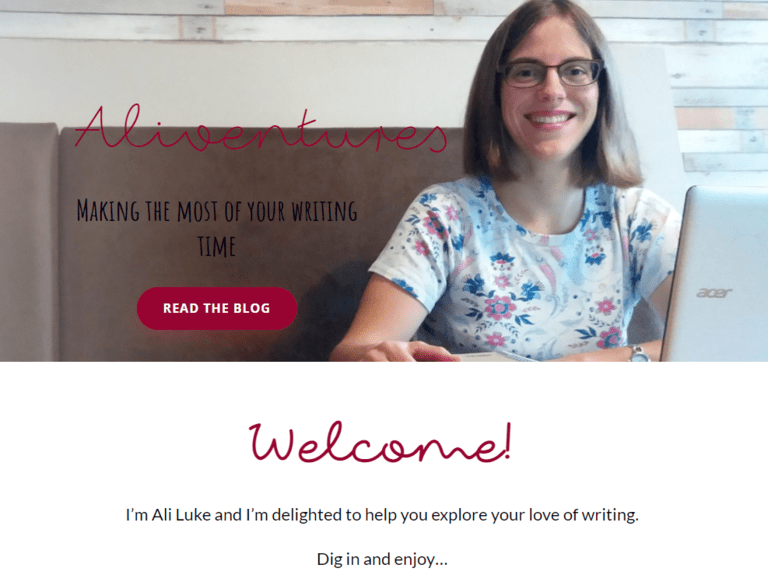 Aliventures
Making the most of your writing
time
READ THE BLOG
acer
Welcome!
I'm Ali Luke and I'm delighted to help you explore your love of writing.
Dig in and enjoy…